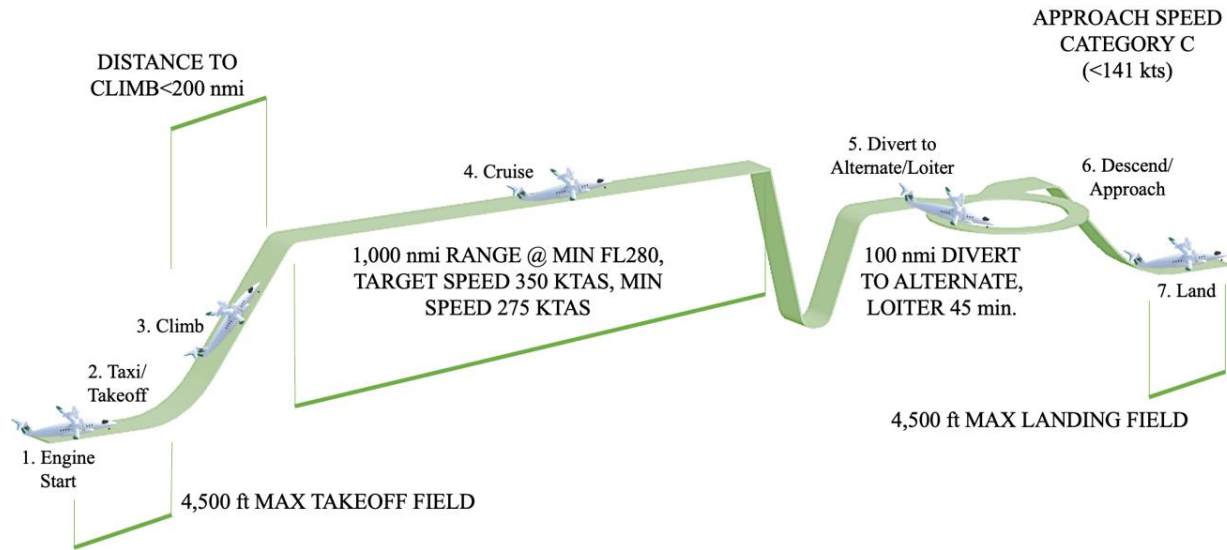 DISTANCE TO
CLIMB<200 nmi
APPROACH SPEED
CATEGORY C
(<141 kts)
4. Cruise
5. Divert to
Alternate/Loiter
6. Descend/
Approach
1,000 nmi RANGE @ MIN FL280,
TARGET SPEED 350 KTAS, MIN
SPEED 275 KTAS
100 nmi DIVERT
TO ALTERNATE,
LOITER 45 min.
7. Land
3. Climb
2. Taxi/
Takeoff
1. Engine
Start
4,500 ft MAX TAKEOFF FIELD
4,500 ft MAX LANDING FIELD